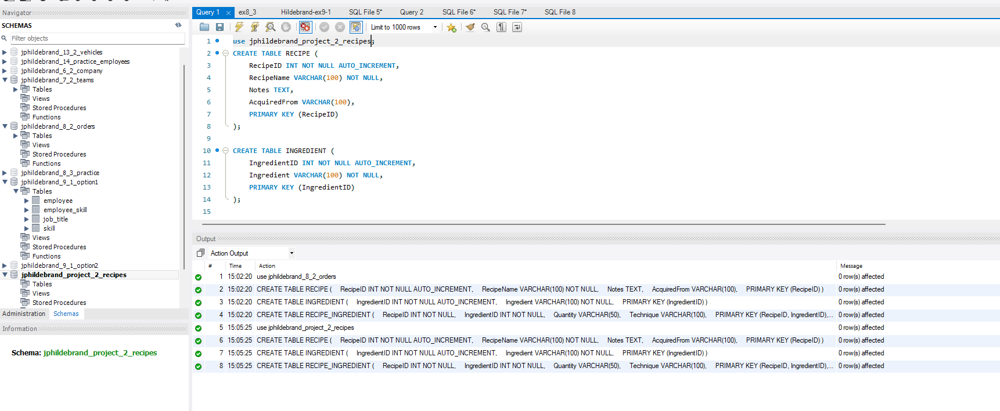 Navigator
SCHEMAS
Filter objects
jphildebrand_13_2_vehicles
jphildebrand_14_practice_employees
jphildebrand_6_2_company
jphildebrand_7_2_teams
Tables
Views
Stored Procedures
Functions
jphildebrand_8_2_orders
Tables
Views
Stored Procedures
Functions
jphildebrand_8_3_practice
jphildebrand_9_1_option1
Tables
employee
employee_skill
job_title
skill
Views
Stored Procedures
Functions
jphildebrand_9_1_option2
jphildebrand_project_2_recipes
Tables
Views
Stored Procedures
Administration Schemas
Information
Schema: jphildebrand_project_2_recipes
Query 1 ex8_3 Hildebrand-ex9-1 SQL File 5* Query 2 SQL File 6* SQL File 7* SQL File 8
Limit to 1000 rows
1 use jphildebrand_project_2_recipes;
2 CREATE TABLE RECIPE (
3 RecipeID INT NOT NULL AUTO_INCREMENT,
4 RecipeName VARCHAR(100) NOT NULL,
5 Notes TEXT,
6 AcquiredFrom VARCHAR(100),
7 PRIMARY KEY (RecipeID)
8 );
9
10 CREATE TABLE INGREDIENT (
11 IngredientID INT NOT NULL AUTO_INCREMENT,
12 Ingredient VARCHAR(100) NOT NULL,
13 PRIMARY KEY (IngredientID)
14 );
15
Output
Action Output
# Time Action Message
1 15:02:20 use jphildebrand_8_2_orders 0 row(s) affected
2 15:02:20 CREATE TABLE RECIPE ( RecipeID INT NOT NULL AUTO_INCREMENT, RecipeName VARCHAR(100) NOT NULL, Notes TEXT, AcquiredFrom VARCHAR(100), PRIMARY KEY (RecipeID) ) 0 row(s) affected
3 15:02:20 CREATE TABLE INGREDIENT ( IngredientID INT NOT NULL AUTO_INCREMENT, Ingredient VARCHAR(100) NOT NULL, PRIMARY KEY (IngredientID) ) 0 row(s) affected
4 15:02:20 CREATE TABLE RECIPE_INGREDIENT ( RecipeID INT NOT NULL, IngredientID INT NOT NULL, Quantity VARCHAR(50), Technique VARCHAR(100), PRIMARY KEY (RecipeID, IngredientID),... 0 row(s) affected
5 15:05:25 use jphildebrand_project_2_recipes 0 row(s) affected
6 15:05:25 CREATE TABLE RECIPE ( RecipeID INT NOT NULL AUTO_INCREMENT, RecipeName VARCHAR(100) NOT NULL, Notes TEXT, AcquiredFrom VARCHAR(100), PRIMARY KEY (RecipeID) ) 0 row(s) affected
7 15:05:25 CREATE TABLE INGREDIENT ( IngredientID INT NOT NULL AUTO_INCREMENT, Ingredient VARCHAR(100) NOT NULL, PRIMARY KEY (IngredientID) ) 0 row(s) affected
8 15:05:25 CREATE TABLE RECIPE_INGREDIENT ( RecipeID INT NOT NULL, IngredientID INT NOT NULL, Quantity VARCHAR(50), Technique VARCHAR(100), PRIMARY KEY (RecipeID, IngredientID),... 0 row(s) affected